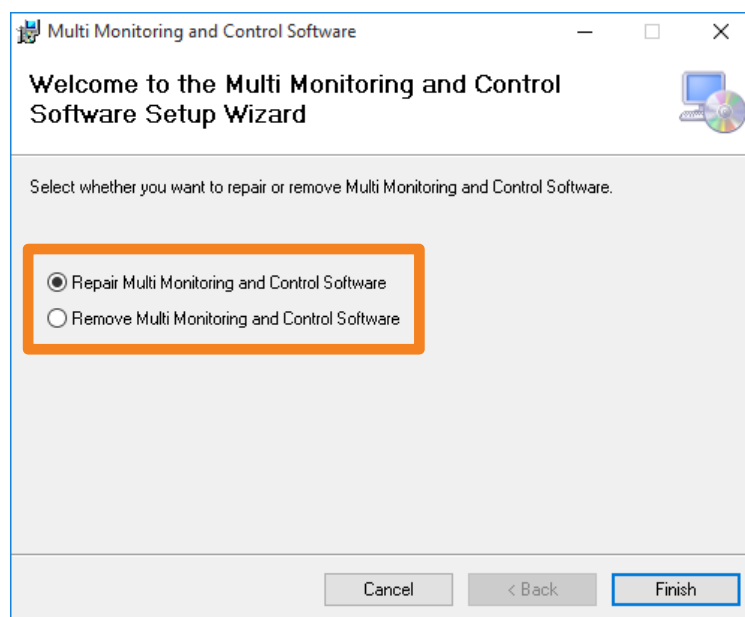 Multi Monitoring and Control Software
Welcome to the Multi Monitoring and Control
Software Setup Wizard
Select whether you want to repair or remove Multi Monitoring and Control Software.
Repair Multi Monitoring and Control Software
Remove Multi Monitoring and Control Software
Cancel
< Back
Finish